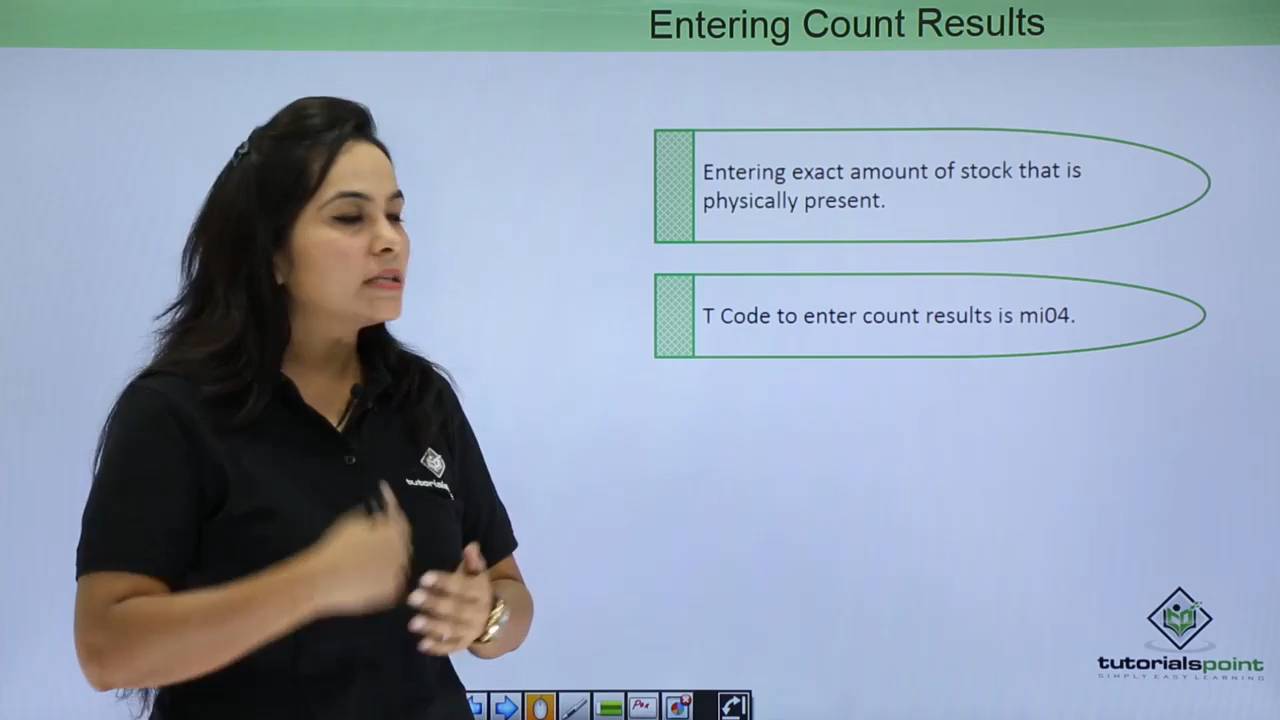 Entering Count Results
Entering exact amount of stock that is
physically present.
T Code to enter count results is mi04.
tutorials
tutorialspoint
SIMPLY EASY LEARNING